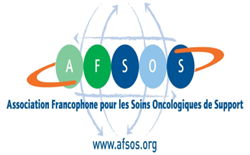 AFSOS
Association Francophone pour les Soins Oncologiques de Support
www.afsos.org